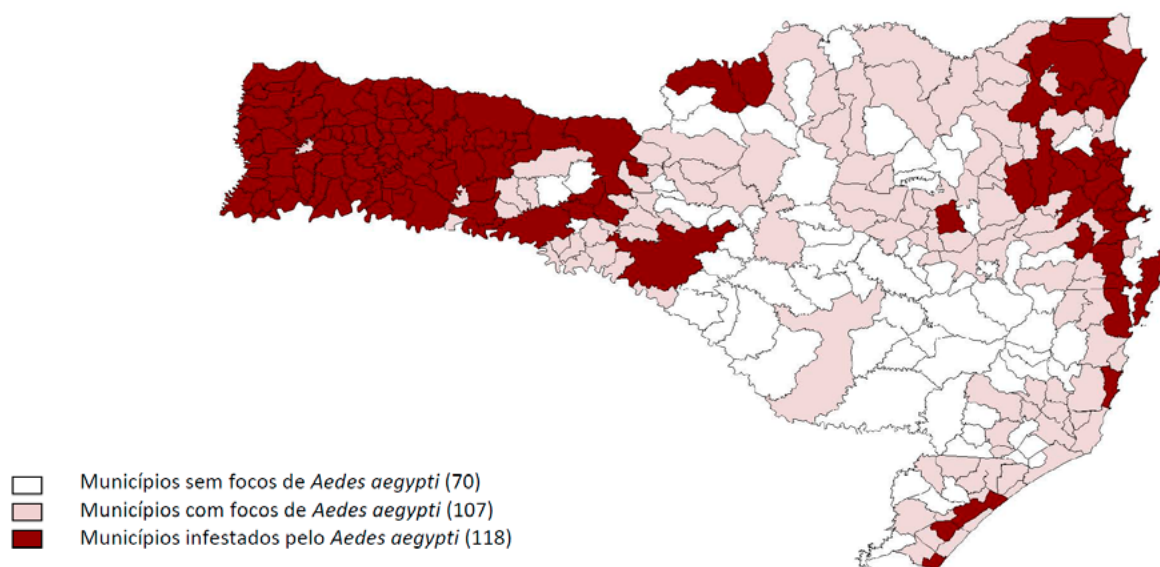 Municípios sem focos de Aedes aegypti (70)
Municípios com focos de Aedes aegypti (107)
Municípios infestados pelo Aedes aegypti (118)